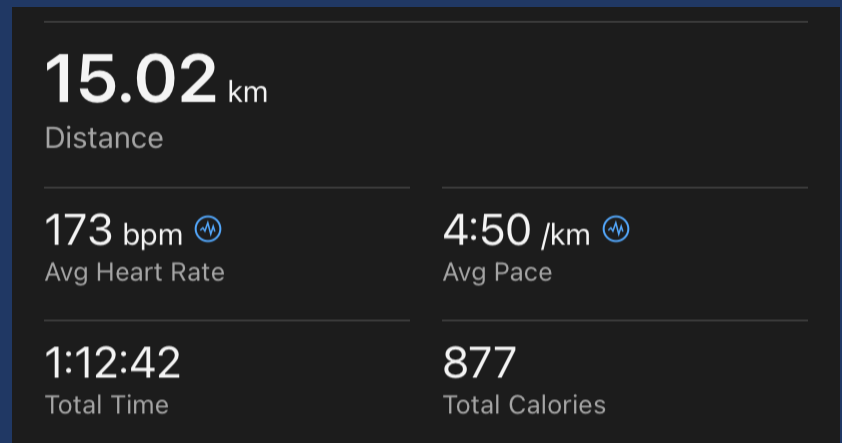 15.02 km
Distance
173 bpm
4:50 /km
Avg Heart Rate
Avg Pace
1:12:42
877
Total Time
Total Calories